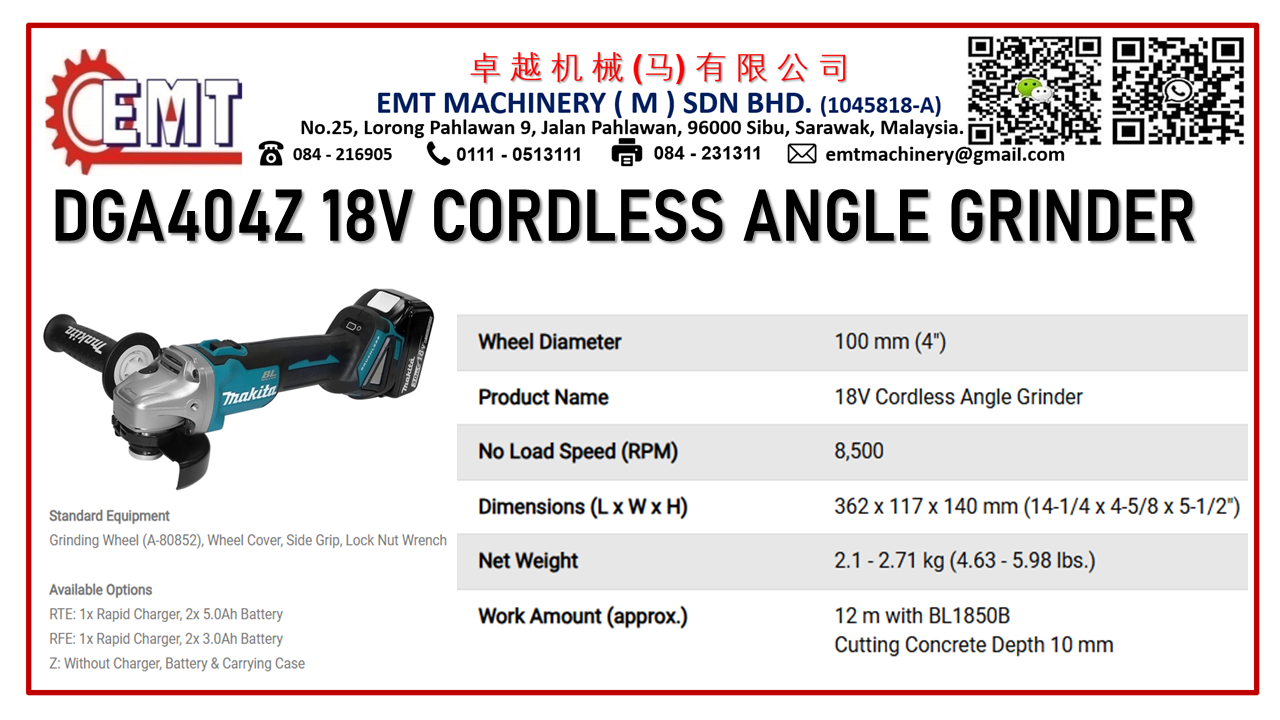 EMT
卓越机械(马)有限公司
EMT MACHINERY ( M ) SDN BHD. (1045818-A)
No.25, Lorong Pahlawan 9, Jalan Pahlawan, 96000 Sibu, Sarawak, Malaysia.
084 - 216905 0111 - 0513111 084 - 231311 emtmachinery@gmail.com
DGA404Z 18V CORDLESS ANGLE GRINDER
Makita
BL
Makita
BRUSHLESS
Makita
18V
Wheel Diameter 100 mm (4")
Product Name 18V Cordless Angle Grinder
No Load Speed (RPM) 8,500
Dimensions (L x W x H) 362 x 117 x 140 mm (14-1/4 x 4-5/8 x 5-1/2")
Net Weight 2.1 - 2.71 kg (4.63 - 5.98 lbs.)
Work Amount (approx.) 12 m with BL1850B
Cutting Concrete Depth 10 mm
Standard Equipment
Grinding Wheel (A-80852), Wheel Cover, Side Grip, Lock Nut Wrench
Available Options
RTE: 1x Rapid Charger, 2x 5.0Ah Battery
RFE: 1x Rapid Charger, 2x 3.0Ah Battery
Z: Without Charger, Battery & Carrying Case